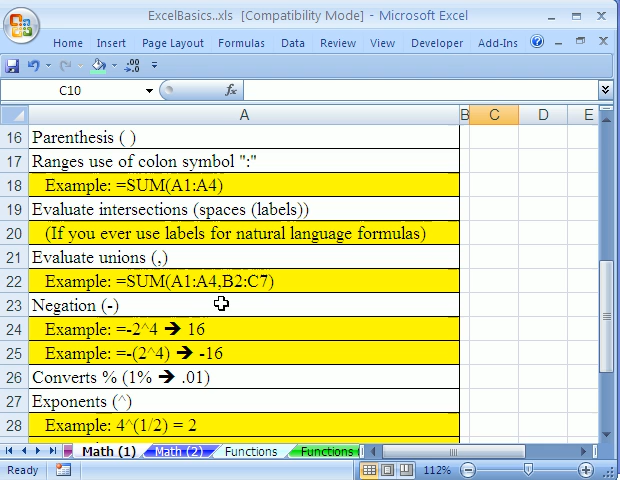 ExcelBasics..xls [Compatibility Mode] - Microsoft Excel
Home Insert Page Layout Formulas Data Review View Developer Add-Ins
C10 fx
A B C D E
16 Parenthesis ( )
17 Ranges use of colon symbol ":"
18 Example: =SUM(A1:A4)
19 Evaluate intersections (spaces (labels))
20 (If you ever use labels for natural language formulas)
21 Evaluate unions (,)
22 Example: =SUM(A1:A4,B2:C7)
23 Negation (-)
24 Example: =-2^4 ➔ 16
25 Example: =-(2^4) ➔ -16
26 Converts % (1% ➔ .01)
27 Exponents (^)
28 Example: 4^(1/2) = 2
Math (1) Math (2) Functions Functions (
Ready 112%